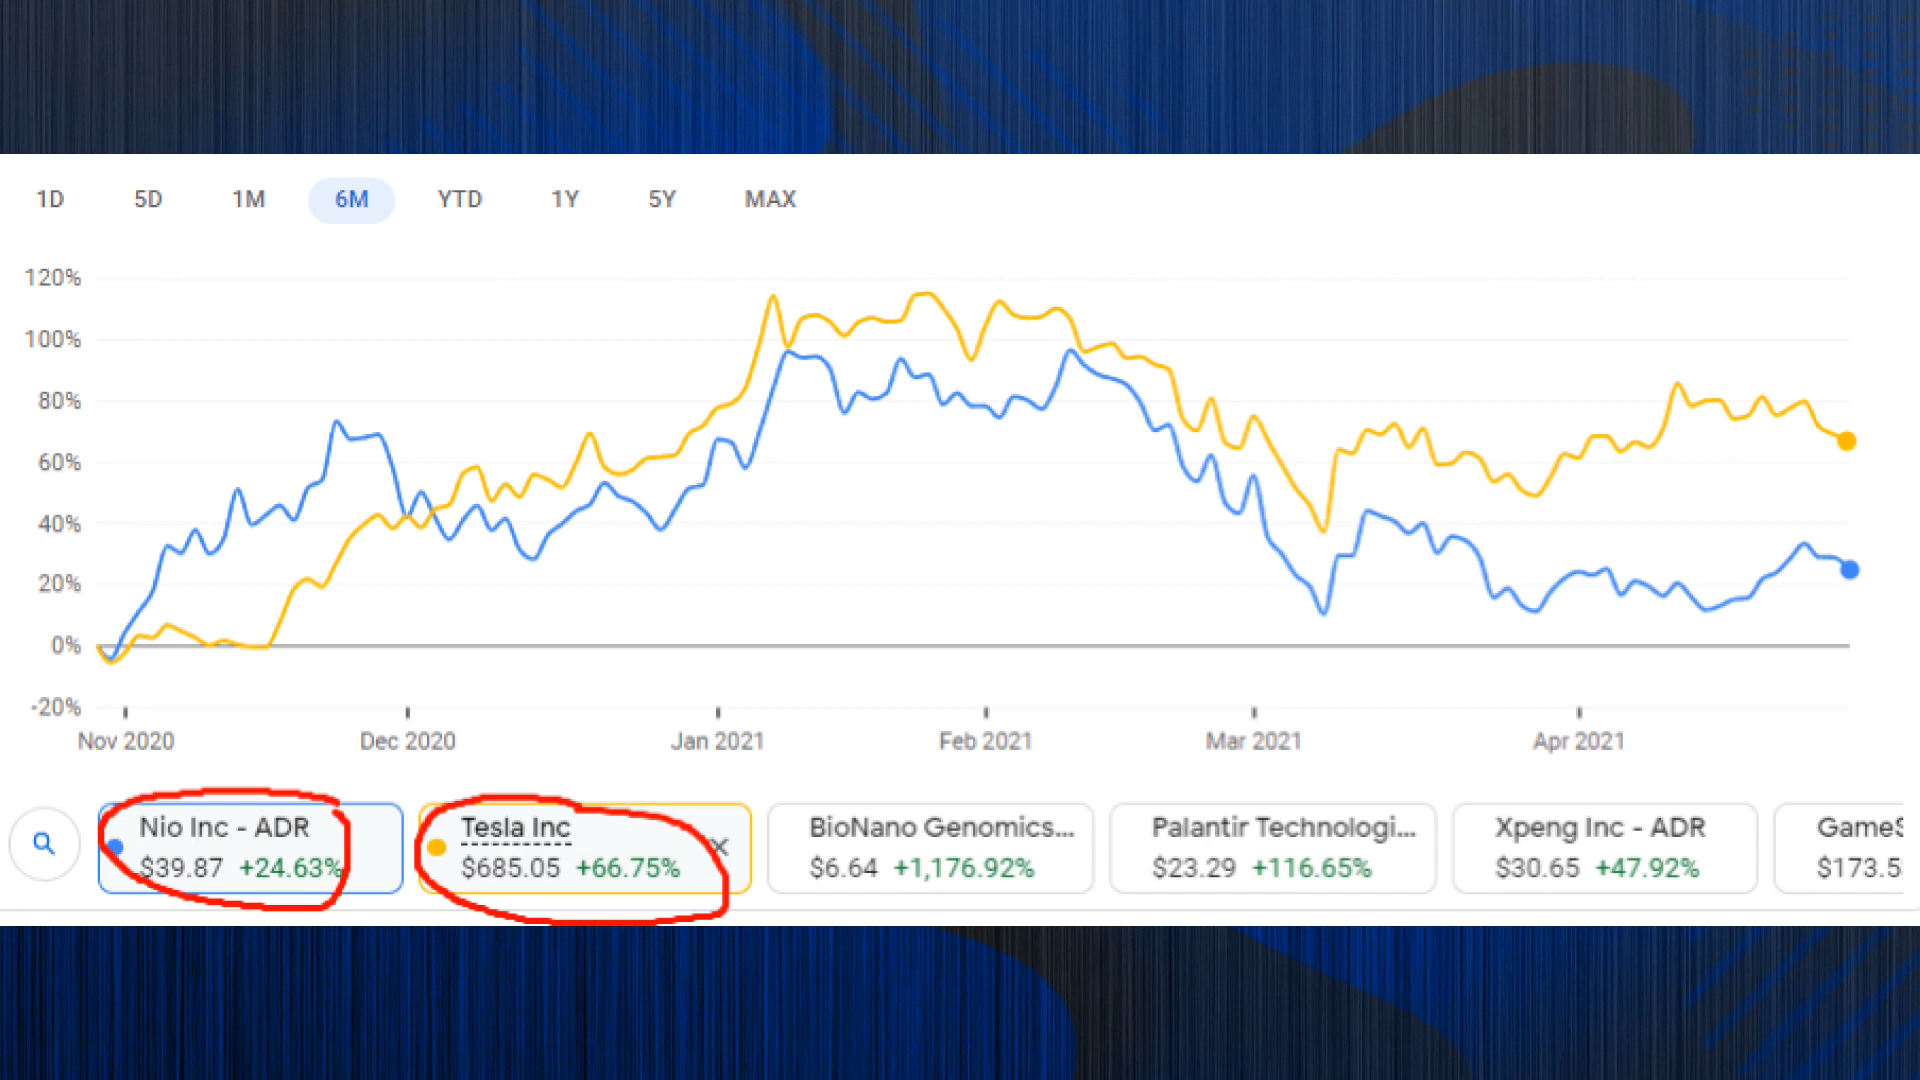 1D 5D 1M 6M YTD 1Y 5Y MAX
120%
100%
80%
60%
40%
20%
0%
-20%
Nov 2020 Dec 2020 Jan 2021 Feb 2021 Mar 2021 Apr 2021
Nio Inc - ADR
$39.87 +24.63%
Tesla Inc
$685.05 +66.75%
BioNano Genomics...
$6.64 +1,176.92%
Palantir Technologi...
$23.29 +116.65%
Xpeng Inc - ADR
$30.65 +47.92%
GameS
$173.5